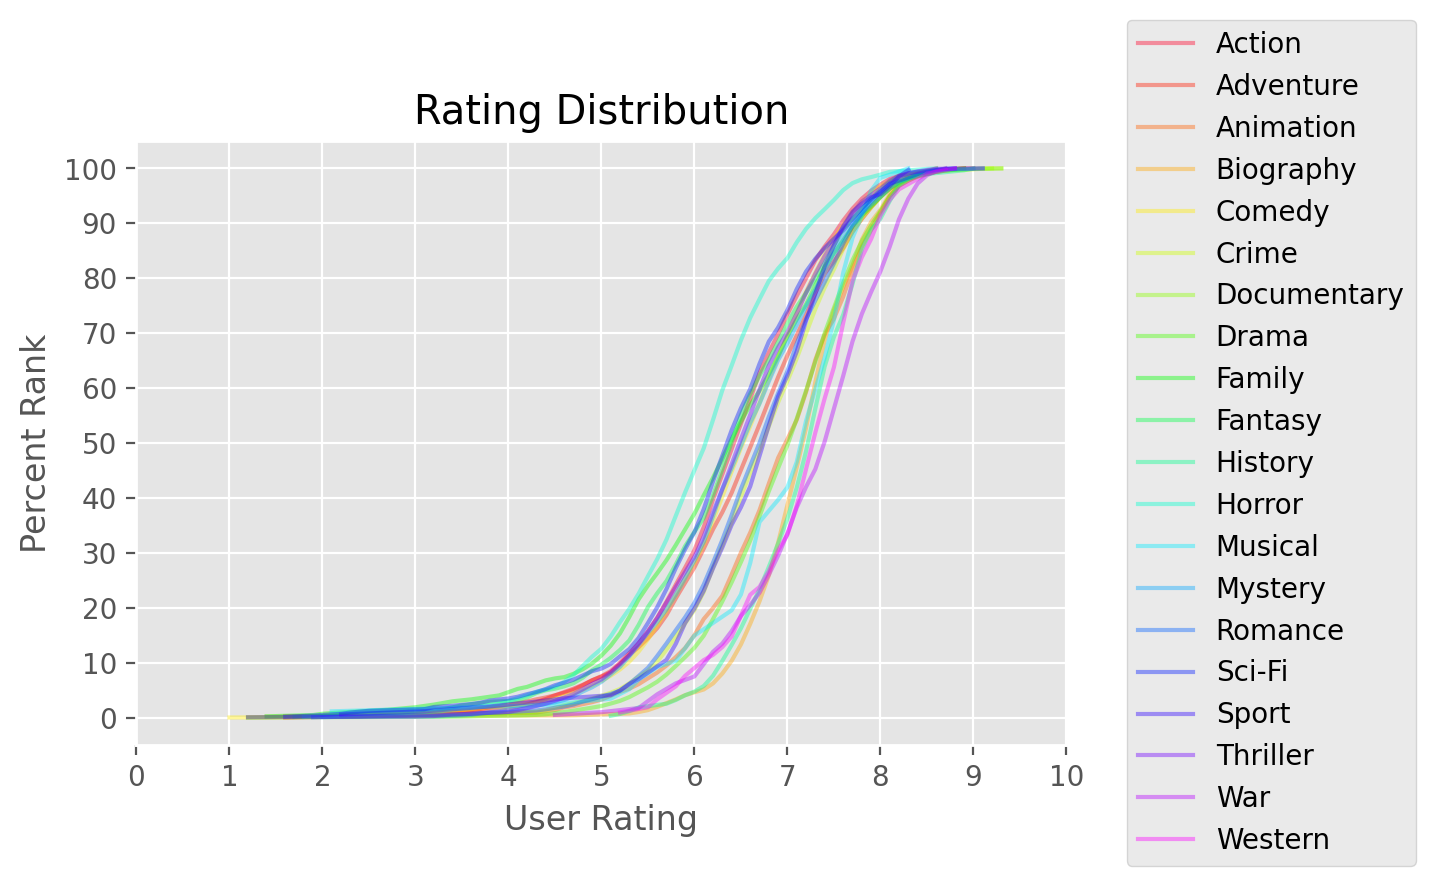 Rating Distribution
Percent Rank
100
90
80
70
60
50
40
30
20
10
0
0 1 2 3 4 5 6 7 8 9 10
User Rating
Action
Adventure
Animation
Biography
Comedy
Crime
Documentary
Drama
Family
Fantasy
History
Horror
Musical
Mystery
Romance
Sci-Fi
Sport
Thriller
War
Western